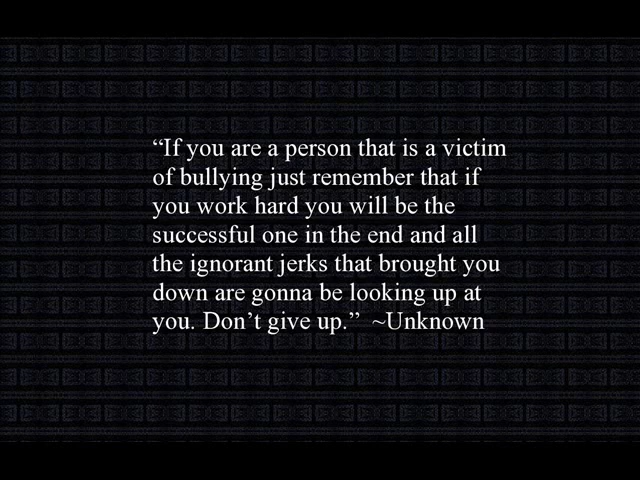 “If you are a person that is a victim
of bullying just remember that if
you work hard you will be the
successful one in the end and all
the ignorant jerks that brought you
down are gonna be looking up at
you. Don’t give up.”  ~Unknown